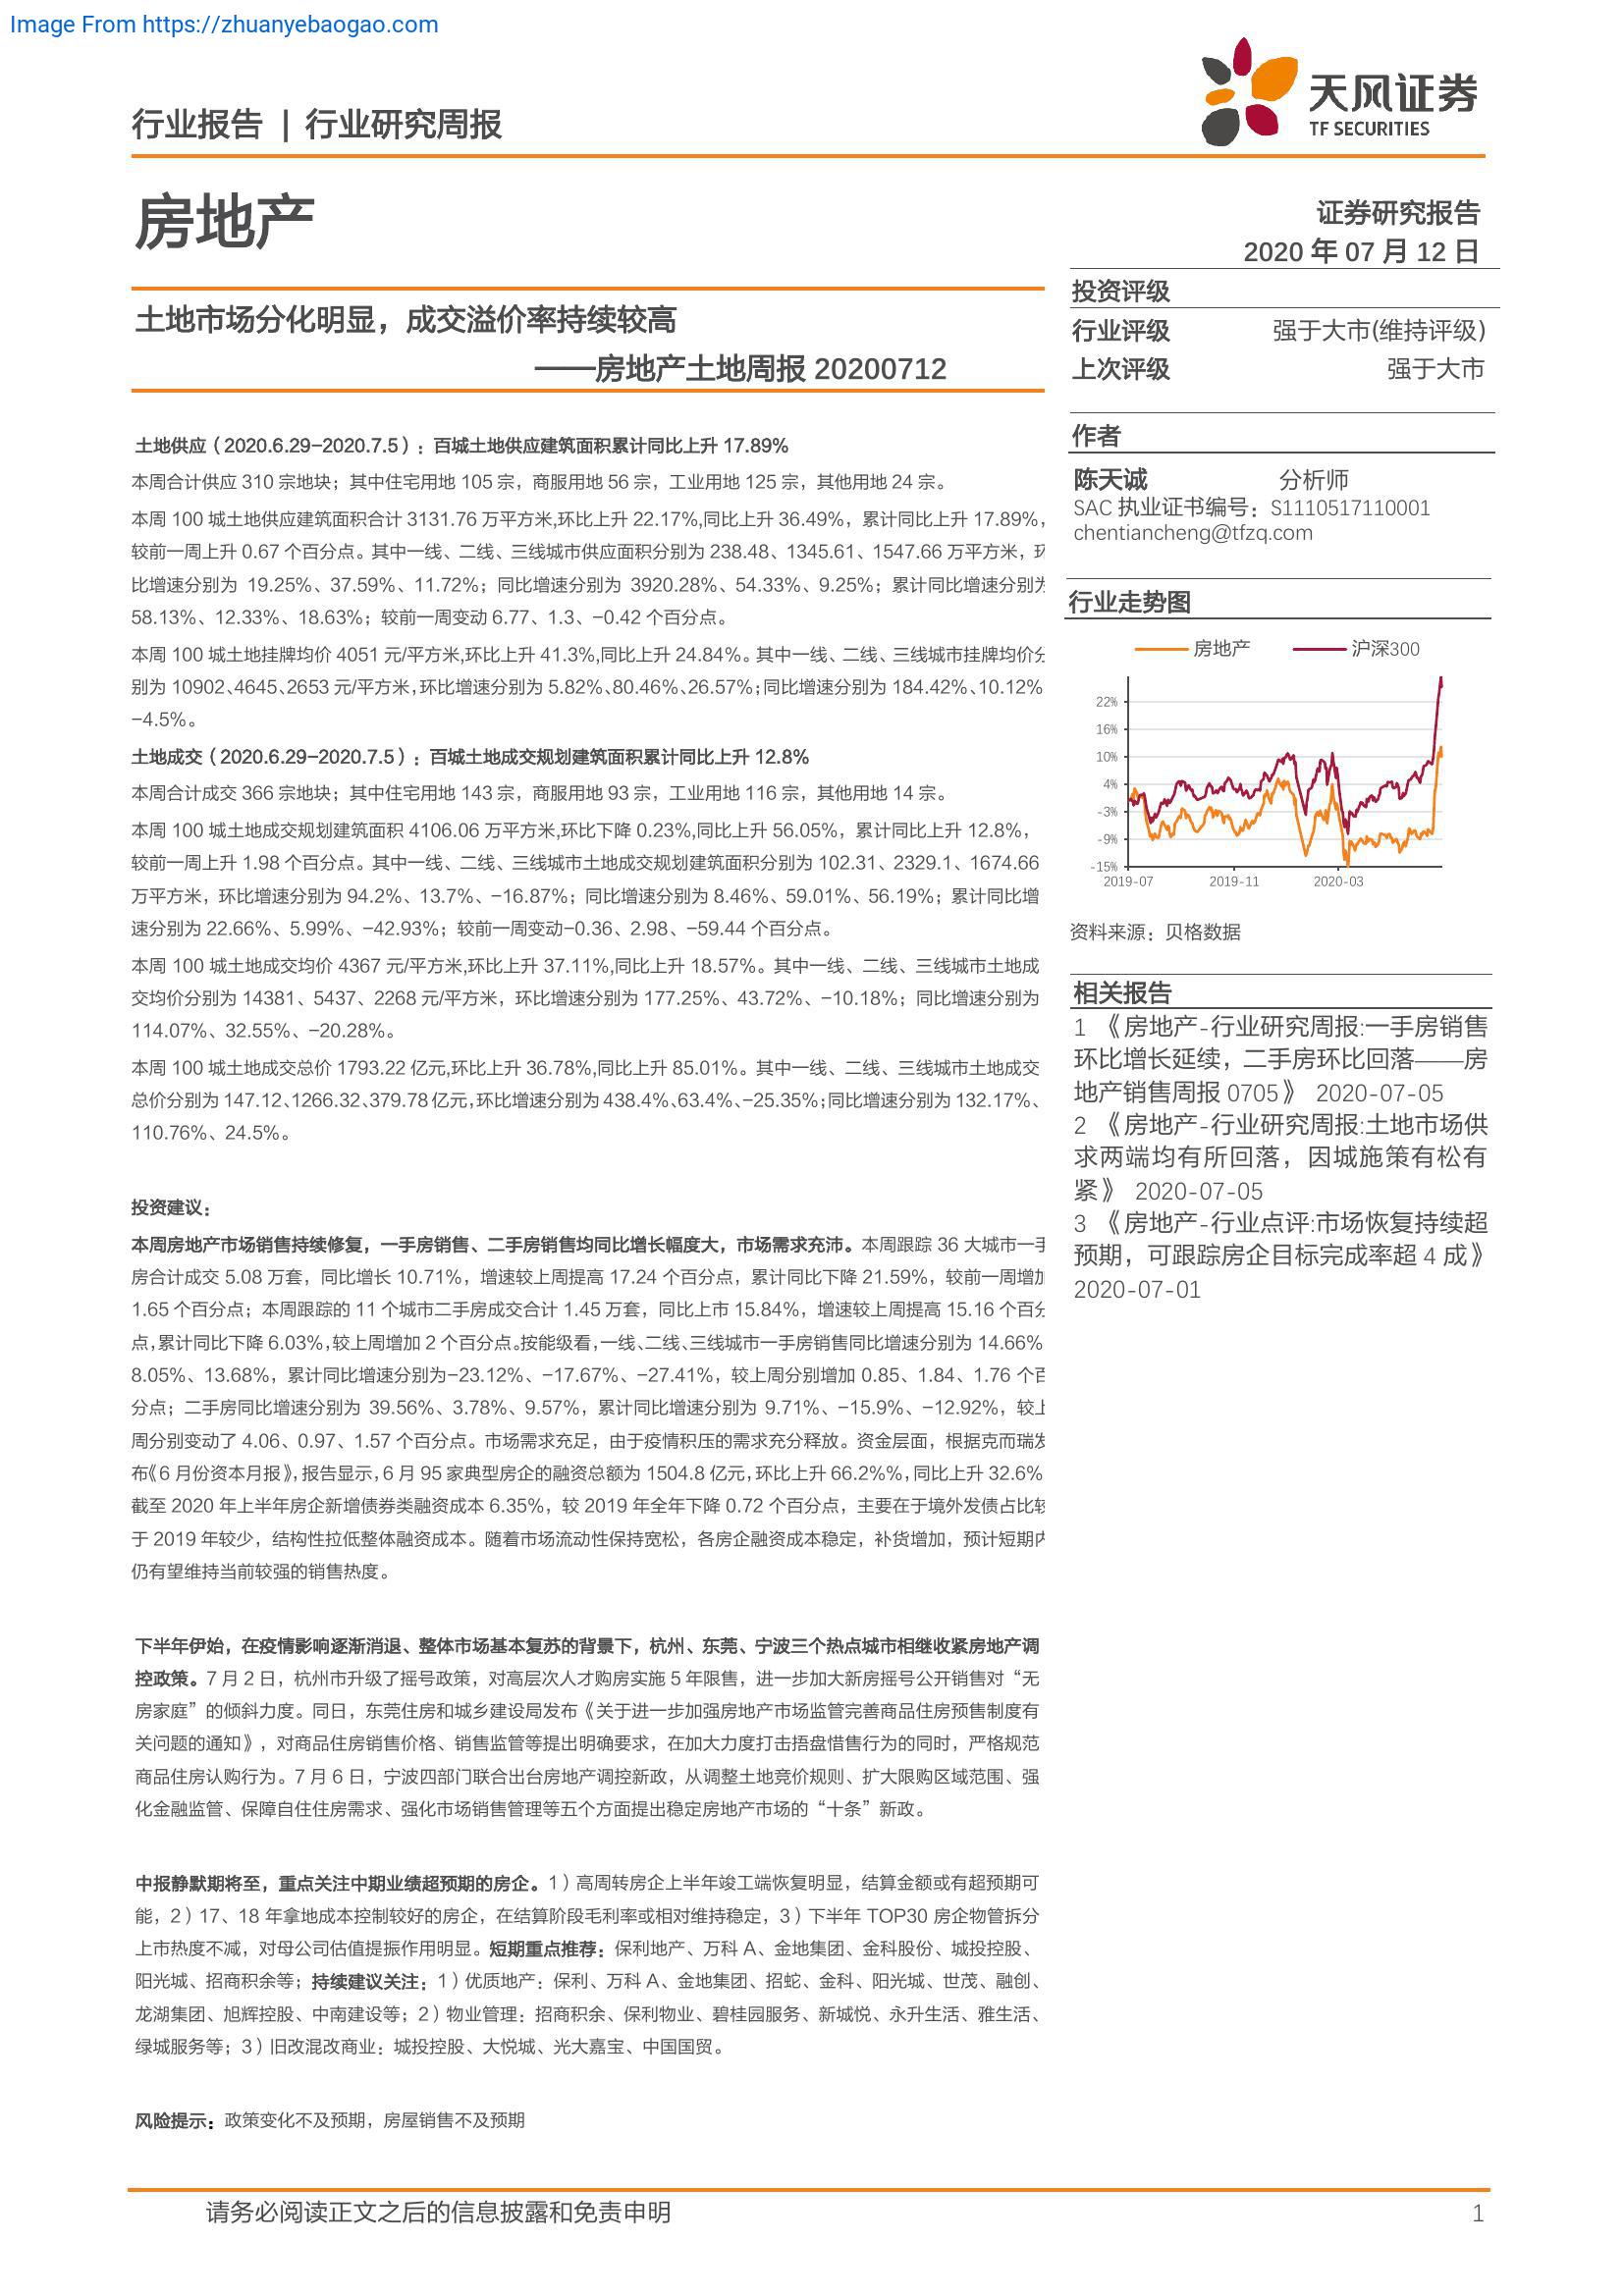 Image From https://zhuanyebaogao.com
行业报告 | 行业研究周报
天风证券
TF SECURITIES
房地产
证券研究报告
2020 年 07 月 12 日
土地市场分化明显，成交溢价率持续较高
——房地产土地周报 20200712
土地供应（2020.6.29-2020.7.5）：百城土地供应建筑面积累计同比上升 17.89%
本周合计供应 310 宗地块；其中住宅用地 105 宗，商服用地 56 宗，工业用地 125 宗，其他用地 24 宗。
本周 100 城土地供应建筑面积合计 3131.76 万平方米,环比上升 22.17%,同比上升 36.49%，累计同比上升 17.89%，
较前一周上升 0.67 个百分点。其中一线、二线、三线城市供应面积分别为 238.48、1345.61、1547.66 万平方米，环
比增速分别为 19.25%、37.59%、11.72%；同比增速分别为 3920.28%、54.33%、9.25%；累计同比增速分别为
58.13%、12.33%、18.63%；较前一周变动 6.77、1.3、-0.42 个百分点。
本周 100 城土地挂牌均价 4051 元/平方米,环比上升 41.3%,同比上升 24.84%。其中一线、二线、三线城市挂牌均价分
别为 10902、4645、2653 元/平方米,环比增速分别为 5.82%、80.46%、26.57%；同比增速分别为 184.42%、10.12%
-4.5%。
土地成交（2020.6.29-2020.7.5）：百城土地成交规划建筑面积累计同比上升 12.8%
本周合计成交 366 宗地块；其中住宅用地 143 宗，商服用地 93 宗，工业用地 116 宗，其他用地 14 宗。
本周 100 城土地成交规划建筑面积 4106.06 万平方米,环比下降 0.23%,同比上升 56.05%，累计同比上升 12.8%，
较前一周上升 1.98 个百分点。其中一线、二线、三线城市土地成交规划建筑面积分别为 102.31、2329.1、1674.66
万平方米，环比增速分别为 94.2%、13.7%、-16.87%；同比增速分别为 8.46%、59.01%、56.19%；累计同比增
速分别为 22.66%、5.99%、-42.93%；较前一周变动-0.36、2.98、-59.44 个百分点。
本周 100 城土地成交均价 4367 元/平方米,环比上升 37.11%,同比上升 18.57%。其中一线、二线、三线城市土地成
交均价分别为 14381、5437、2268 元/平方米，环比增速分别为 177.25%、43.72%、-10.18%；同比增速分别为
114.07%、32.55%、-20.28%。
本周 100 城土地成交总价 1793.22 亿元,环比上升 36.78%,同比上升 85.01%。其中一线、二线、三线城市土地成交
总价分别为 147.12、1266.32、379.78 亿元,环比增速分别为 438.4%、63.4%、-25.35%；同比增速分别为 132.17%、
110.76%、24.5%。
投资建议：
本周房地产市场销售持续修复，一手房销售、二手房销售均同比增长幅度大，市场需求充沛。本周跟踪 36 大城市一手
房合计成交 5.08 万套，同比增长 10.71%，增速较上周提高 17.24 个百分点，累计同比下降 21.59%，较前一周增加
1.65 个百分点；本周跟踪的 11 个城市二手房成交合计 1.45 万套，同比上市 15.84%，增速较上周提高 15.16 个百分
点，累计同比下降 6.03%，较上周增加 2 个百分点。按能级看，一线、二线、三线城市一手房销售同比增速分别为 14.66%
8.05%、13.68%，累计同比增速分别为-23.12%、-17.67%、-27.41%，较上周分别增加 0.85、1.84、1.76 个百
分点；二手房同比增速分别为 39.56%、3.78%、9.57%，累计同比增速分别为 9.71%、-15.9%、-12.92%，较上
周分别变动了 4.06、0.97、1.57 个百分点。市场需求充足，由于疫情积压的需求充分释放。资金层面，根据克而瑞发
布《6 月份资本月报》，报告显示，6 月 95 家典型房企的融资总额为 1504.8 亿元，环比上升 66.2%%，同比上升 32.6%
截至 2020 年上半年房企新增债券类融资成本 6.35%，较 2019 年全年下降 0.72 个百分点，主要在于境外发债占比较
于 2019 年较少，结构性拉低整体融资成本。随着市场流动性保持宽松，各房企融资成本稳定，补货增加，预计短期内
仍有望维持当前较强的销售热度。
下半年伊始，在疫情影响逐渐消退、整体市场基本复苏的背景下，杭州、东莞、宁波三个热点城市相继收紧房地产调
控政策。7 月 2 日，杭州市升级了摇号政策，对高层次人才购房实施 5 年限售，进一步加大新房摇号公开销售对“无
房家庭”的倾斜力度。同日，东莞住房和城乡建设局发布《关于进一步加强房地产市场监管完善商品住房预售制度有
关问题的通知》，对商品住房销售价格、销售监管等提出明确要求，在加大力度打击捂盘惜售行为的同时，严格规范
商品住房认购行为。7 月 6 日，宁波四部门联合出台房地产调控新政，从调整土地竞价规则、扩大限购区域范围、强
化金融监管、保障自住住房需求、强化市场销售管理等五个方面提出稳定房地产市场的“十条”新政。
中报静默期将至，重点关注中期业绩超预期的房企。1）高周转房企上半年竣工端恢复明显，结算金额或有超预期可
能，2）17、18 年拿地成本控制较好的房企，在结算阶段毛利率或相对维持稳定，3）下半年 TOP30 房企物管拆分
上市热度不减，对母公司估值提振作用明显。短期重点推荐：保利地产、万科 A、金地集团、金科股份、城投控股、
阳光城、招商积余等；持续建议关注：1）优质地产：保利、万科 A、金地集团、招蛇、金科、阳光城、世茂、融创、
龙湖集团、旭辉控股、中南建设等；2）物业管理：招商积余、保利物业、碧桂园服务、新城悦、永升生活、雅生活、
绿城服务等；3）旧改混改商业：城投控股、大悦城、光大嘉宝、中国国贸。
风险提示：政策变化不及预期，房屋销售不及预期
投资评级
行业评级 强于大市(维持评级)
上次评级 强于大市
作者
陈天诚 分析师
SAC 执业证书编号：S1110517110001
chentiancheng@tfzq.com
行业走势图
房地产 沪深300
22%
16%
10%
4%
-3%
-9%
-15%
2019-07 2019-11 2020-03
资料来源：贝格数据
相关报告
1 《房地产-行业研究周报:一手房销售
环比增长延续，二手房环比回落——房
地产销售周报 0705》 2020-07-05
2 《房地产-行业研究周报:土地市场供
求两端均有所回落，因城施策有松有
紧》 2020-07-05
3 《房地产-行业点评:市场恢复持续超
预期，可跟踪房企目标完成率超 4 成》
2020-07-01
请务必阅读正文之后的信息披露和免责申明 1